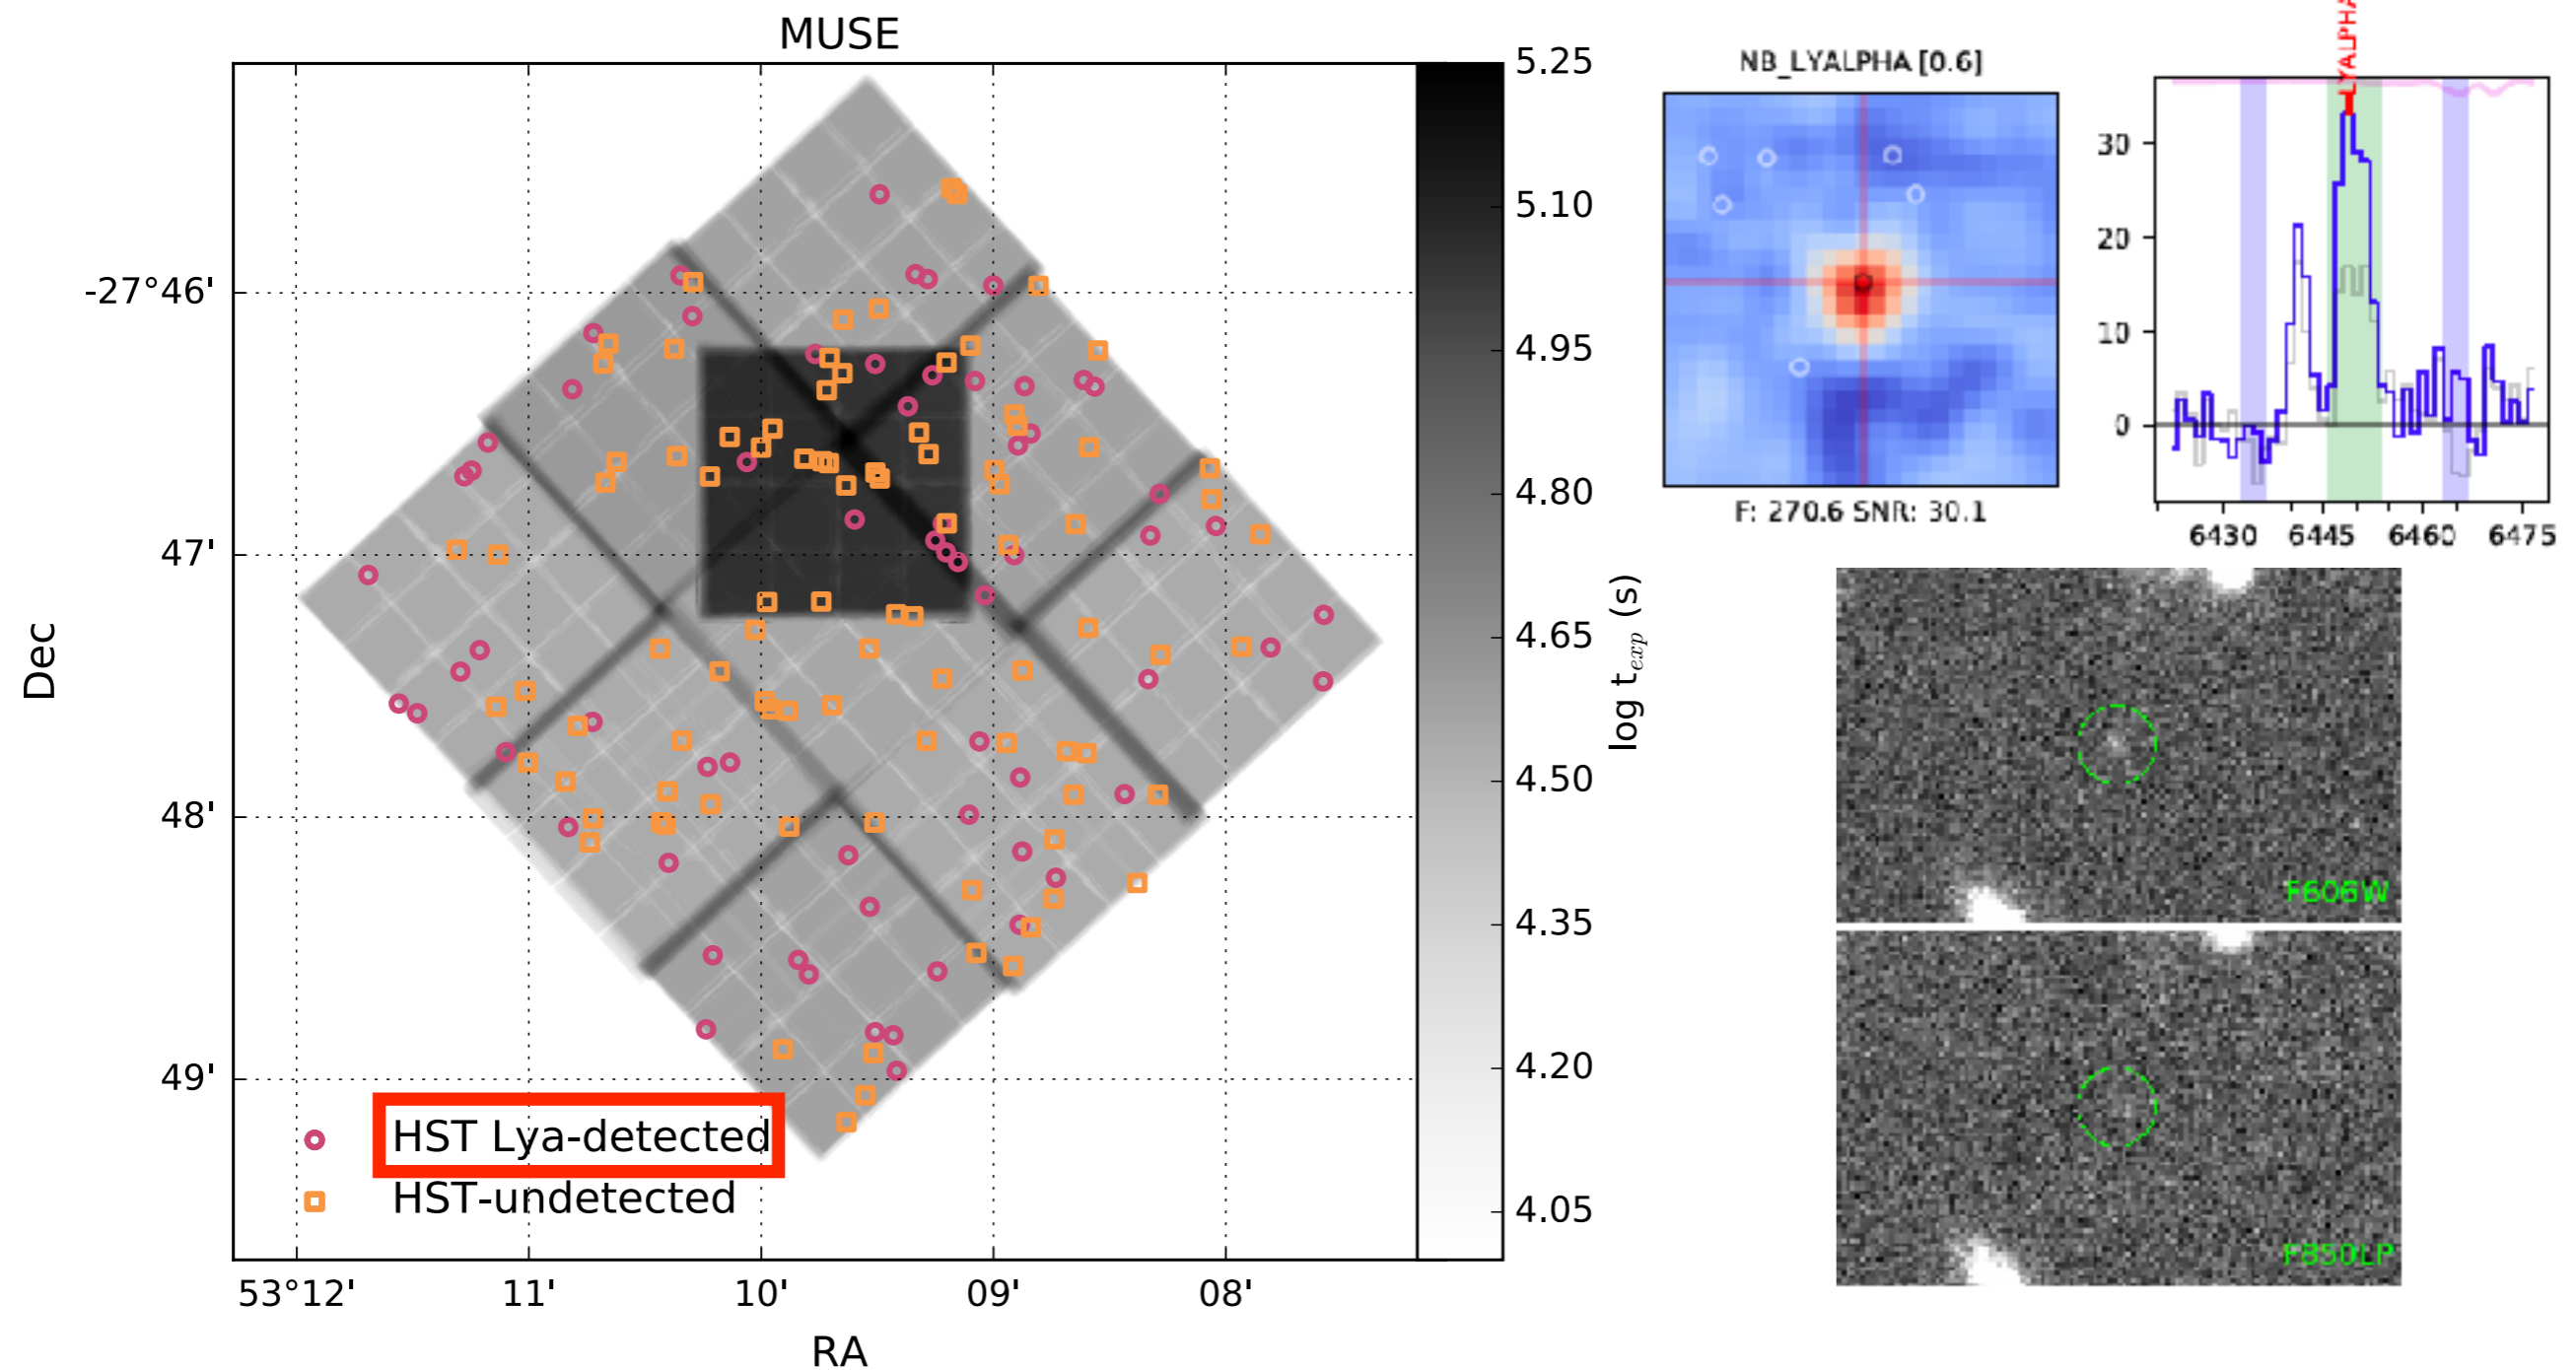 MUSE
-27°46'
47'
48'
49'
Dec
53°12'
11'
10'
09'
08'
RA
HST Lya-detected
HST-undetected
5.25
5.10
4.95
4.80
4.65
4.50
4.35
4.20
4.05
log t_exp (s)
NB_LYALPHA [0.6]
F: 270.6 SNR: 30.1
LYALPHA
30
20
10
0
6430
6445
6460
6475
F606W
F850LP